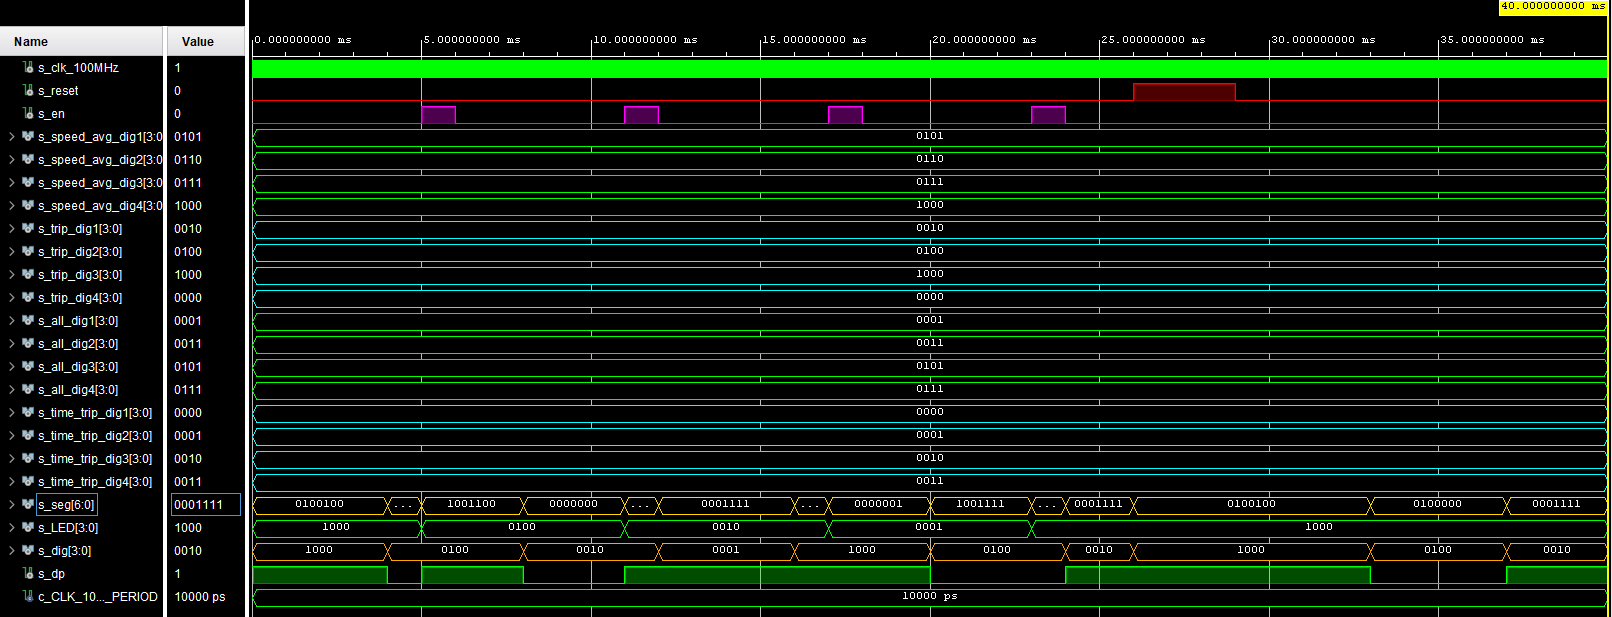 40.000000000 ms
Name Value 0.000000000 ms 5.000000000 ms 10.000000000 ms 15.000000000 ms 20.000000000 ms 25.000000000 ms 30.000000000 ms 35.000000000 ms
s_clk_100MHz 1
s_reset 0
s_en 0
s_speed_avg_dig1[3:0 0101 0101
s_speed_avg_dig2[3:0 0110 0110
s_speed_avg_dig3[3:0 0111 0111
s_speed_avg_dig4[3:0 1000 1000
s_trip_dig1[3:0] 0010 0010
s_trip_dig2[3:0] 0100 0100
s_trip_dig3[3:0] 1000 1000
s_trip_dig4[3:0] 0000 0000
s_all_dig1[3:0] 0001 0001
s_all_dig2[3:0] 0011 0011
s_all_dig3[3:0] 0101 0101
s_all_dig4[3:0] 0111 0111
s_time_trip_dig1[3:0] 0000 0000
s_time_trip_dig2[3:0] 0001 0001
s_time_trip_dig3[3:0] 0010 0010
s_time_trip_dig4[3:0] 0011 0011
s_seg[6:0] 0001111 0100100 ... 1001100 0000000 ... 0001111 ... 0000001 1001111 ... 0001111 0100100 0100000 0001111
s_LED[3:0] 1000 1000 0100 0010 0001 1000
s_dig[3:0] 0010 1000 0100 0010 0001 1000 0100 0010 1000 0100 0010
s_dp 1
c_CLK_10..._PERIOD 10000 ps 10000 ps